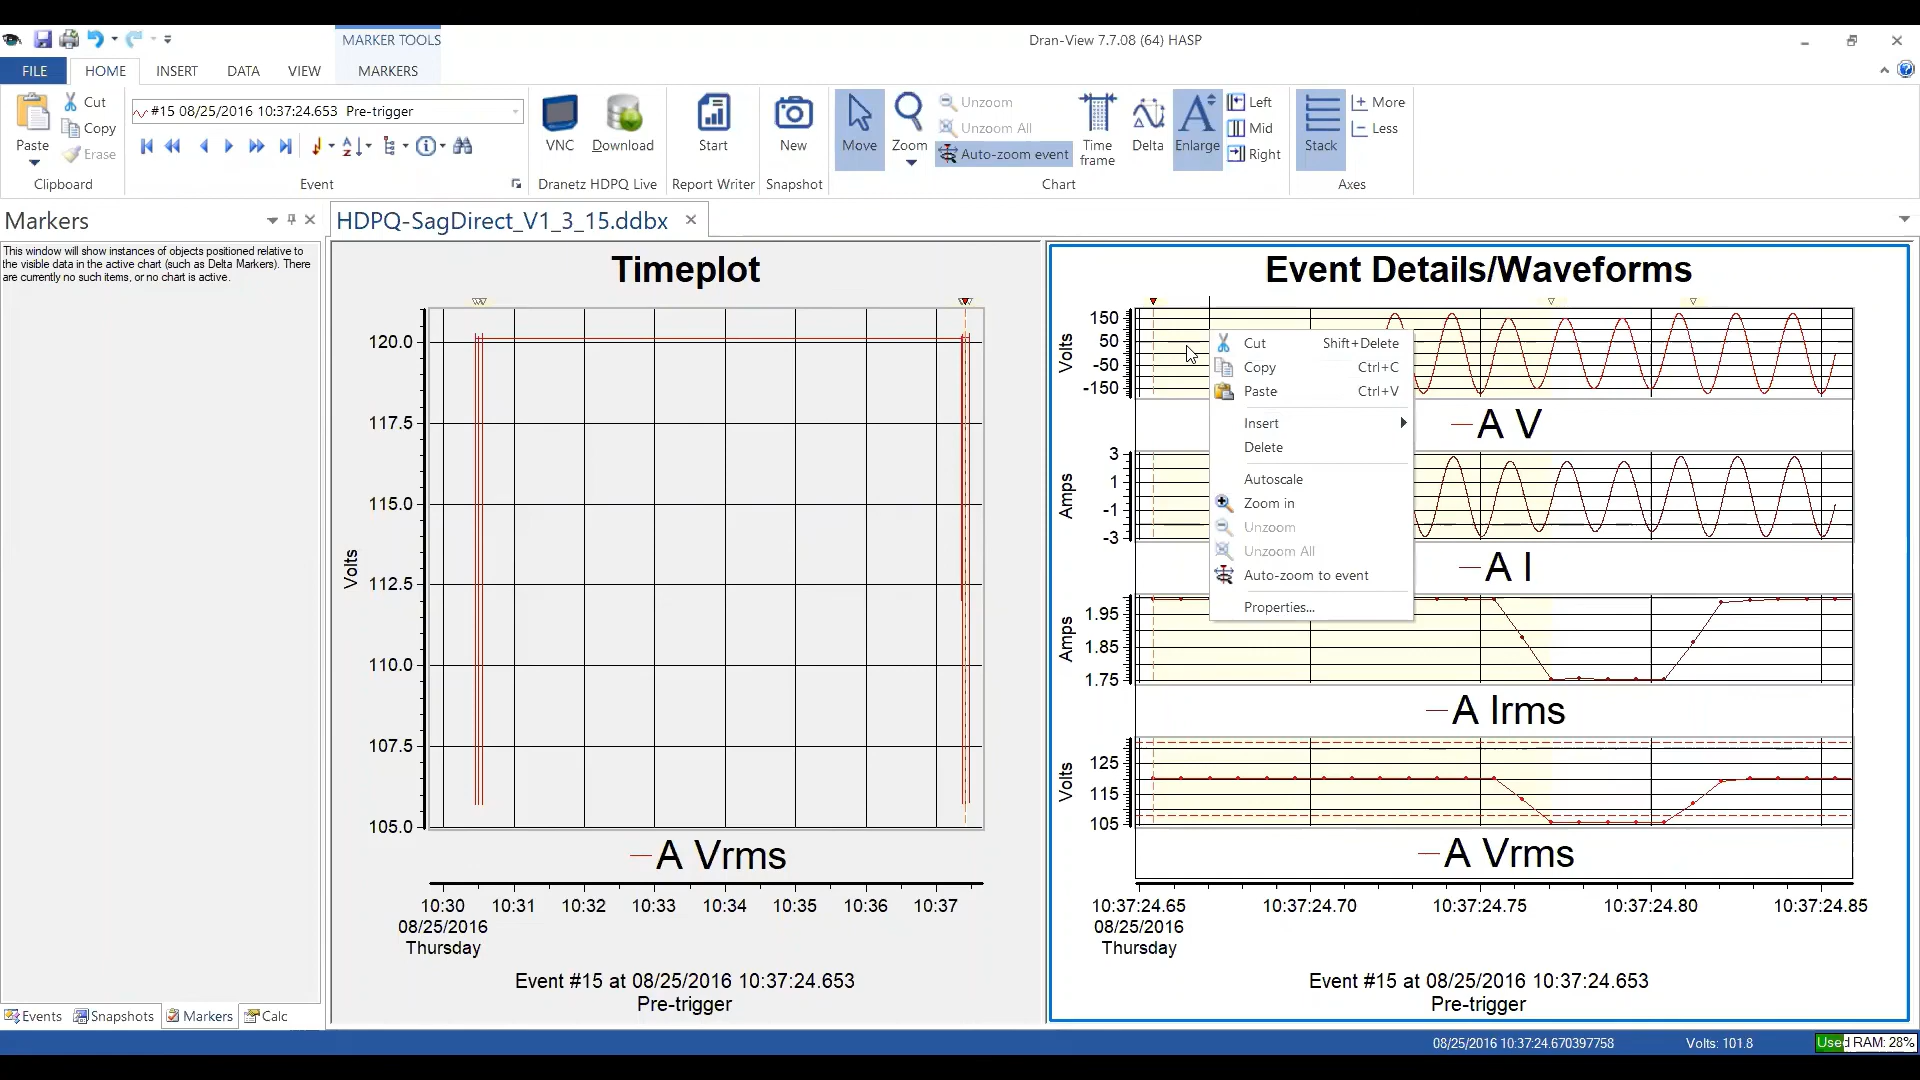 MARKER TOOLS
Dran-View 7.7.08 (64) HASP
FILE
HOME
INSERT
DATA
VIEW
MARKERS
Paste
Cut
Copy
Erase
Clipboard
#15 08/25/2016 10:37:24.653 Pre-trigger
Event
VNC
Download
Dranetz HDPQ Live
Start
Report Writer
New
Snapshot
Move
Zoom
Unzoom
Unzoom All
Auto-zoom event
Time
frame
Delta
Enlarge
Left
Mid
Right
Chart
Stack
More
Less
Axes
Markers
This window will show instances of objects positioned relative to
the visible data in the active chart (such as Delta Markers). There
are currently no such items, or no chart is active.
Events
Snapshots
Markers
Calc
HDPQ-SagDirect_V1_3_15.ddbx
Timeplot
Volts
120.0
117.5
115.0
112.5
110.0
107.5
105.0
A Vrms
10:30 10:31 10:32 10:33 10:34 10:35 10:36 10:37
08/25/2016
Thursday
Event #15 at 08/25/2016 10:37:24.653
Pre-trigger
Event Details/Waveforms
Volts
150
50
-50
-150
A V
Amps
3
1
-1
-3
A I
Amps
1.95
1.85
1.75
A Irms
Volts
125
115
105
A Vrms
10:37:24.65 10:37:24.70 10:37:24.75 10:37:24.80 10:37:24.85
08/25/2016
Thursday
Event #15 at 08/25/2016 10:37:24.653
Pre-trigger
Cut Shift+Delete
Copy Ctrl+C
Paste Ctrl+V
Insert
Delete
Autoscale
Zoom in
Unzoom
Unzoom All
Auto-zoom to event
Properties...
08/25/2016 10:37:24.670397758
Volts: 101.8
Used RAM: 28%